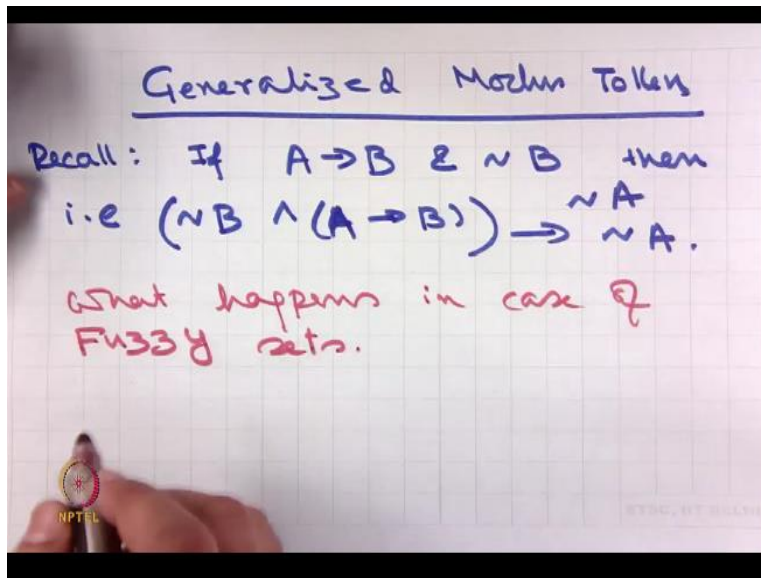 Generalized Modus Tollens
Recall: If A → B & ~ B then
~ A
i.e (~B ∧ (A → B)) → ~ A.
What happens in case of
Fuzzy sets.
NPTEL